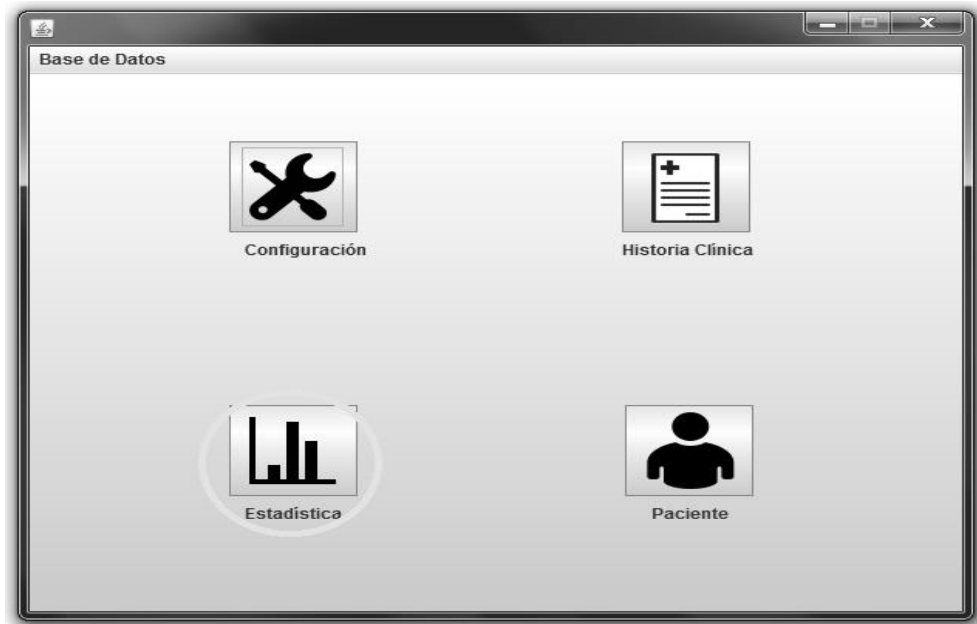 Base de Datos
Configuración
Historia Clínica
Estadística
Paciente